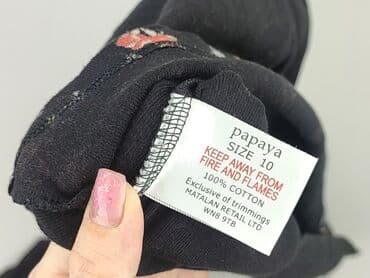 papaya
SIZE 10
KEEP AWAY FROM
FIRE AND FLAMES
100% COTTON
Exclusive of trimmings
MATALAN RETAIL LTD
WN8 9TB